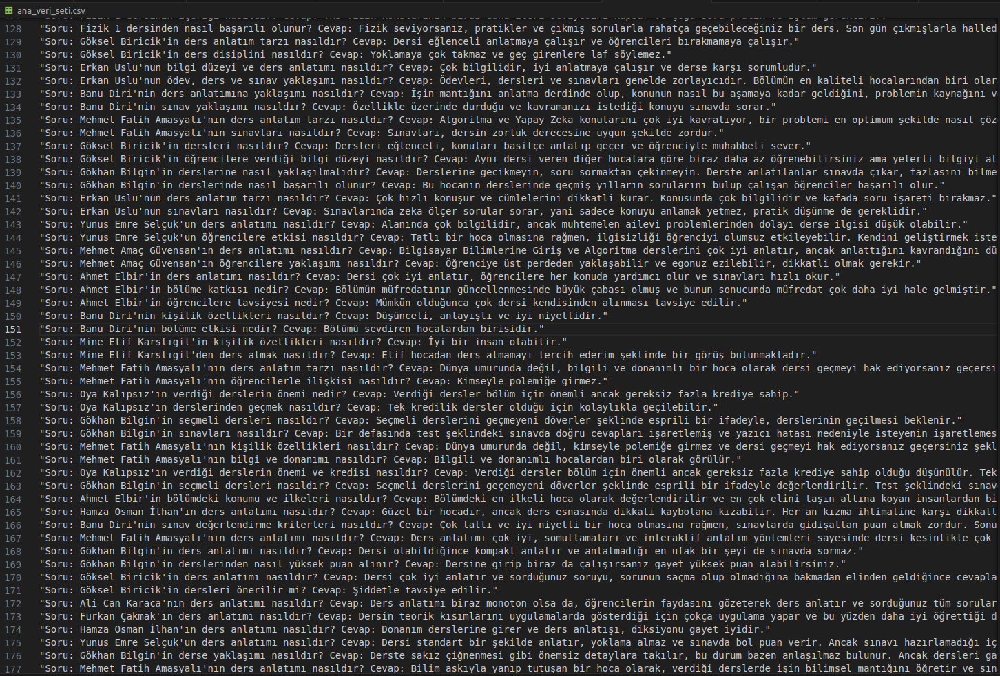 ana_veri_seti.csv
128 "Soru: Fizik 1 dersinden nasıl başarılı olunur? Cevap: Fizik seviyorsanız, pratikler ve çıkmış sorularla rahatça geçebileceğiniz bir ders. Son gün çıkmışlarla halled
129 "Soru: Göksel Biricik'in ders anlatım tarzı nasıldır? Cevap: Dersi eğlenceli anlatmaya çalışır ve öğrencileri bırakmamaya çalışır."
130 "Soru: Göksel Biricik'in ders disiplini nasıldır? Cevap: Yoklamaya çok takmaz ve geç girenlere laf söylemez."
131 "Soru: Erkan Uslu'nun bilgi düzeyi ve ders anlatımı nasıldır? Cevap: Çok bilgilidir, iyi anlatmaya çalışır ve derse karşı sorumludur."
132 "Soru: Erkan Uslu'nun ödev, ders ve sınav yaklaşımı nasıldır? Cevap: Ödevleri, dersleri ve sınavları genelde zorlayıcıdır. Bölümün en kaliteli hocalarından biri olar
133 "Soru: Banu Diri'nin ders anlatımına yaklaşımı nasıldır? Cevap: İşin mantığını anlatma derdinde olup, konunun nasıl bu aşamaya kadar geldiğini, problemin kaynağını v
134 "Soru: Banu Diri'nin sınav yaklaşımı nasıldır? Cevap: Özellikle üzerinde durduğu ve kavramanızı istediği konuyu sınavda sorar."
135 "Soru: Mehmet Fatih Amasyalı'nın ders anlatım tarzı nasıldır? Cevap: Algoritma ve Yapay Zeka konularını çok iyi kavratıyor, bir problemi en optimum şekilde nasıl çöz
136 "Soru: Mehmet Fatih Amasyalı'nın sınavları nasıldır? Cevap: Sınavları, dersin zorluk derecesine uygun şekilde zordur."
137 "Soru: Göksel Biricik'in dersleri nasıldır? Cevap: Dersleri eğlenceli, konuları basitçe anlatıp geçer ve öğrenciyle muhabbeti sever."
138 "Soru: Göksel Biricik'in öğrencilere verdiği bilgi düzeyi nasıldır? Cevap: Aynı dersi veren diğer hocalara göre biraz daha az öğrenebilirsiniz ama yeterli bilgiyi al
139 "Soru: Gökhan Bilgin'in derslerine nasıl yaklaşılmalıdır? Cevap: Derslerine gecikmeyin, soru sormaktan çekinmeyin. Derste anlatılanlar sınavda çıkar, fazlasını bilme
140 "Soru: Gökhan Bilgin'in derslerinde nasıl başarılı olunur? Cevap: Bu hocanın derslerinde geçmiş yılların sorularını bulup çalışan öğrenciler başarılı olur."
141 "Soru: Erkan Uslu'nun ders anlatım tarzı nasıldır? Cevap: Çok hızlı konuşur ve cümlelerini dikkatli kurar. Konusunda çok bilgilidir ve kafada soru işareti bırakmaz."
142 "Soru: Erkan Uslu'nun sınavları nasıldır? Cevap: Sınavlarında zeka ölçer sorular sorar, yani sadece konuyu anlamak yetmez, pratik düşünme de gereklidir."
143 "Soru: Yunus Emre Selçuk'un ders anlatımı nasıldır? Cevap: Alanında çok bilgilidir, ancak muhtemelen ailevi problemlerinden dolayı derse ilgisi düşük olabilir."
144 "Soru: Yunus Emre Selçuk'un öğrencilere etkisi nasıldır? Cevap: Tatlı bir hoca olmasına rağmen, ilgisizliği öğrenciyi olumsuz etkileyebilir. Kendini geliştirmek iste
145 "Soru: Mehmet Amaç Güvensan'ın ders anlatımı nasıldır? Cevap: Bilgisayar Bilimlerine Giriş ve Algoritma derslerini çok iyi anlatır, ancak anlattığını kavrandığını dü
146 "Soru: Mehmet Amaç Güvensan'ın öğrencilere yaklaşımı nasıldır? Cevap: Öğrenciye üst perdeden yaklaşabilir ve egonuz ezilebilir, dikkatli olmak gerekir."
147 "Soru: Ahmet Elbir'in ders anlatımı nasıldır? Cevap: Dersi çok iyi anlatır, öğrencilere her konuda yardımcı olur ve sınavları hızlı okur."
148 "Soru: Ahmet Elbir'in bölüme katkısı nedir? Cevap: Bölümün müfredatının güncellenmesinde büyük çabası olmuş ve bunun sonucunda müfredat çok daha iyi hale gelmiştir."
149 "Soru: Ahmet Elbir'in öğrencilere tavsiyesi nedir? Cevap: Mümkün olduğunca çok dersi kendisinden alınması tavsiye edilir."
150 "Soru: Banu Diri'nin kişilik özellikleri nasıldır? Cevap: Düşünceli, anlayışlı ve iyi niyetlidir."
151 "Soru: Banu Diri'nin bölüme etkisi nedir? Cevap: Bölümü sevdiren hocalardan birisidir."
152 "Soru: Mine Elif Karslıgil'in kişilik özellikleri nasıldır? Cevap: İyi bir insan olabilir."
153 "Soru: Mine Elif Karslıgil'den ders almak nasıldır? Cevap: Elif hocadan ders almamayı tercih ederim şeklinde bir görüş bulunmaktadır."
154 "Soru: Mehmet Fatih Amasyalı'nın ders anlatım tarzı nasıldır? Cevap: Dünya umurunda değil, bilgili ve donanımlı bir hoca olarak dersi geçmeyi hak ediyorsanız geçersi
155 "Soru: Mehmet Fatih Amasyalı'nın öğrencilerle ilişkisi nasıldır? Cevap: Kimseyle polemiğe girmez."
156 "Soru: Oya Kalıpsız'ın verdiği derslerin önemi nedir? Cevap: Verdiği dersler bölüm için önemli ancak gereksiz fazla krediye sahip."
157 "Soru: Oya Kalıpsız'ın derslerinden geçmek nasıldır? Cevap: Tek kredilik dersler olduğu için kolaylıkla geçilebilir."
158 "Soru: Gökhan Bilgin'in seçmeli dersleri nasıldır? Cevap: Seçmeli derslerini geçmeyeni döverler şeklinde esprili bir ifadeyle, derslerinin geçilmesi beklenir."
159 "Soru: Gökhan Bilgin'in sınavları nasıldır? Cevap: Bir defasında test şeklindeki sınavda doğru cevapları işaretlemiş ve yazıcı hatası nedeniyle isteyenin işaretlemes
160 "Soru: Mehmet Fatih Amasyalı'nın kişilik özellikleri nasıldır? Cevap: Dünya umurunda değil, kimseyle polemiğe girmez ve dersi geçmeyi hak ediyorsanız geçersiniz şekl
161 "Soru: Mehmet Fatih Amasyalı'nın bilgi ve donanımı nasıldır? Cevap: Bilgili ve donanımlı hocalardan biri olarak görülür."
162 "Soru: Oya Kalıpsız'ın verdiği derslerin önemi ve kredisi nasıldır? Cevap: Verdiği dersler bölüm için önemli ancak gereksiz fazla krediye sahip olduğu düşünülür. Tek
163 "Soru: Gökhan Bilgin'in seçmeli dersleri nasıldır? Cevap: Seçmeli derslerini geçemeyeni döverler şeklinde esprili bir ifadeyle değerlendirilir. Test şeklindeki sınav
164 "Soru: Ahmet Elbir'in bölümdeki konumu ve ilkeleri nasıldır? Cevap: Bölümdeki en ilkeli hoca olarak değerlendirilir ve en çok elini taşın altına koyan insanlardan bi
165 "Soru: Hamza Osman İlhan'ın ders anlatımı nasıldır? Cevap: Güzel bir hocadır, ancak ders esnasında dikkati kaybolana kızabilir. Her an kızma ihtimaline karşı dikkatl
166 "Soru: Banu Diri'nin sınav değerlendirme kriterleri nasıldır? Cevap: Çok tatlı ve iyi niyetli bir hoca olmasına rağmen, sınavlarda gidişattan puan almak zordur. Sonu
167 "Soru: Mehmet Fatih Amasyalı'nın ders anlatımı nasıldır? Cevap: Ders anlatımı çok iyi, somutlamaları ve interaktif anlatım yöntemleri sayesinde dersi kesinlikle çok
168 "Soru: Gökhan Bilgin'in ders anlatımı nasıldır? Cevap: Dersi olabildiğince kompakt anlatır ve anlatmadığı en ufak bir şeyi de sınavda sormaz."
169 "Soru: Gökhan Bilgin'in derslerinden nasıl yüksek puan alınır? Cevap: Dersine girip biraz da çalışırsanız gayet yüksek puan alabilirsiniz."
170 "Soru: Göksel Biricik'in ders anlatımı nasıldır? Cevap: Dersi çok iyi anlatır ve sorduğunuz soruyu, sorunun saçma olup olmadığına bakmadan elinden geldiğince cevapla
171 "Soru: Göksel Biricik'in dersleri önerilir mi? Cevap: Şiddetle tavsiye edilir."
172 "Soru: Ali Can Karaca'nın ders anlatımı nasıldır? Cevap: Ders anlatımı biraz monoton olsa da, öğrencilerin faydasını gözeterek ders anlatır ve sorduğunuz tüm sorular
173 "Soru: Furkan Çakmak'ın ders anlatımı nasıldır? Cevap: Dersin teorik kısımlarını uygulamalarda gösterdiği için çokça uygulama yapar ve bu yüzden daha iyi öğrettiği d
174 "Soru: Hamza Osman İlhan'ın ders anlatımı nasıldır? Cevap: Donanım derslerine girer ve ders anlatışı, diksiyonu gayet iyidir."
175 "Soru: Yunus Emre Selçuk'un ders anlatımı nasıldır? Cevap: Dersi standart bir şekilde anlatır, yoklama almaz ve sınavda bol puan verir. Ancak sınavı hazırlamadığı iç
176 "Soru: Gökhan Bilgin'in derse yaklaşımı nasıldır? Cevap: Derste sakız çiğnenmesi gibi önemsiz detaylara takılır, bu durum bazen anlaşılmaz bulunur. Ancak dersleri ga
177 "Soru: Mehmet Fatih Amasyalı'nın ders anlatımı nasıldır? Cevap: Bilim aşkıyla yanıp tutuşan bir hoca olarak, verdiği derslerde işin bilimsel mantığını öğretir ve sın